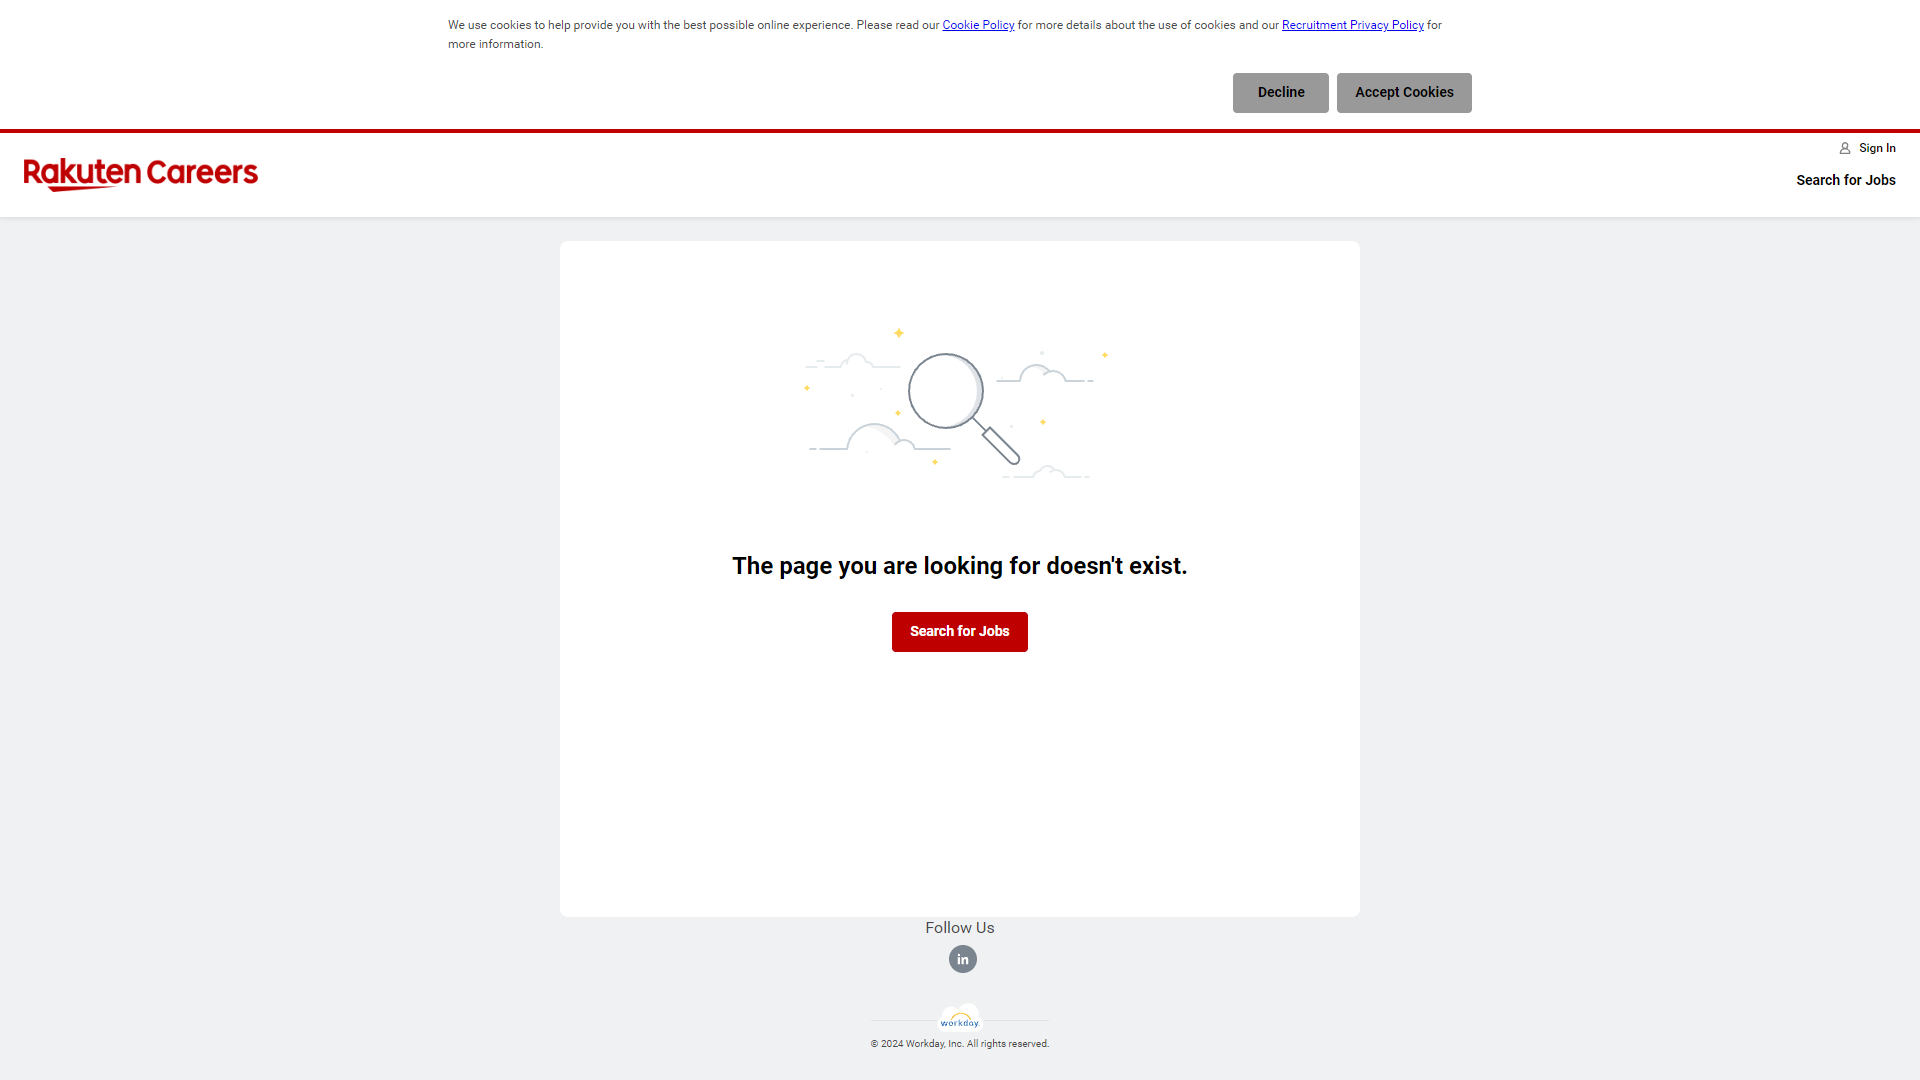 We use cookies to help provide you with the best possible online experience. Please read our Cookie Policy for more details about the use of cookies and our Recruitment Privacy Policy for
more information.
Decline
Accept Cookies
Rakuten Careers
Sign In
Search for Jobs
The page you are looking for doesn't exist.
Search for Jobs
Follow Us
in
workday.
© 2024 Workday, Inc. All rights reserved.